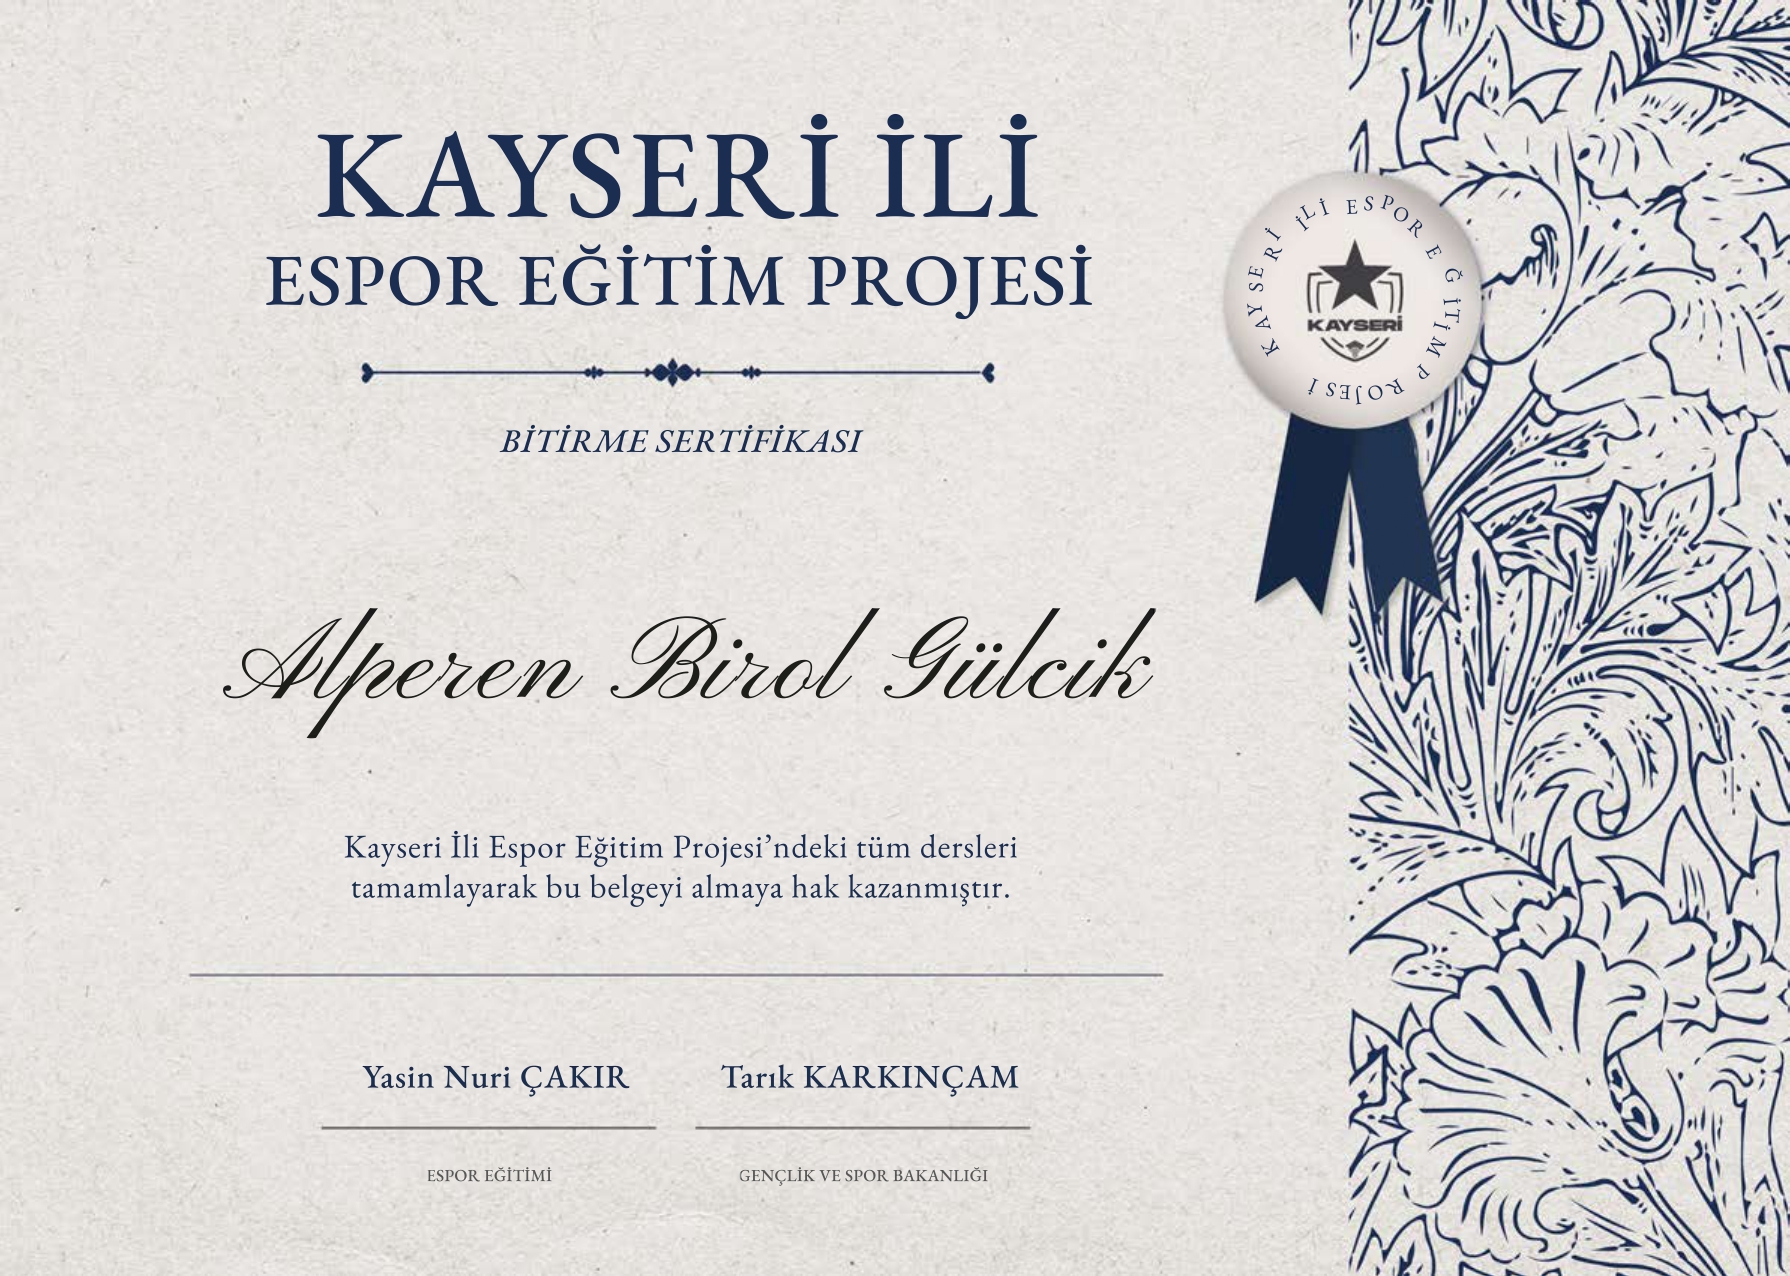 KAYSERİ İLİ
ESPOR EĞİTİM PROJESİ
BİTİRME SERTİFİKASI
KAYSERİ İLİ ESPOR EĞİTİM PROJESİ
KAYSERİ
Alperen Birol Gülcik
Kayseri İli Espor Eğitim Projesi’ndeki tüm dersleri
tamamlayarak bu belgeyi almaya hak kazanmıştır.
Yasin Nuri ÇAKIR
Tarık KARKINÇAM
ESPOR EĞİTİMİ
GENÇLİK VE SPOR BAKANLIĞI